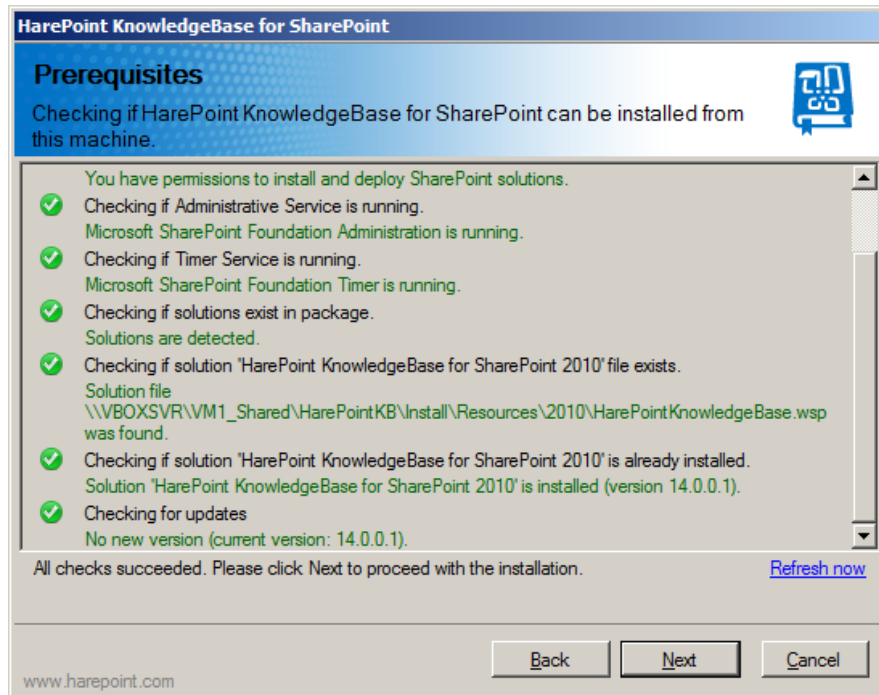 HarePoint KnowledgeBase for SharePoint
Prerequisites
Checking if HarePoint KnowledgeBase for SharePoint can be installed from
this machine.
You have permissions to install and deploy SharePoint solutions.
Checking if Administrative Service is running.
Microsoft SharePoint Foundation Administration is running.
Checking if Timer Service is running.
Microsoft SharePoint Foundation Timer is running.
Checking if solutions exist in package.
Solutions are detected.
Checking if solution 'HarePoint KnowledgeBase for SharePoint 2010' file exists.
Solution file
\\VBOXSVR\VM1_Shared\HarePointKB\Install\Resources\2010\HarePointKnowledgeBase.wsp
was found.
Checking if solution 'HarePoint KnowledgeBase for SharePoint 2010' is already installed.
Solution 'HarePoint KnowledgeBase for SharePoint 2010' is installed (version 14.0.0.1).
Checking for updates
No new version (current version: 14.0.0.1).
All checks succeeded. Please click Next to proceed with the installation.
Refresh now
Back
Next
Cancel
www.harepoint.com